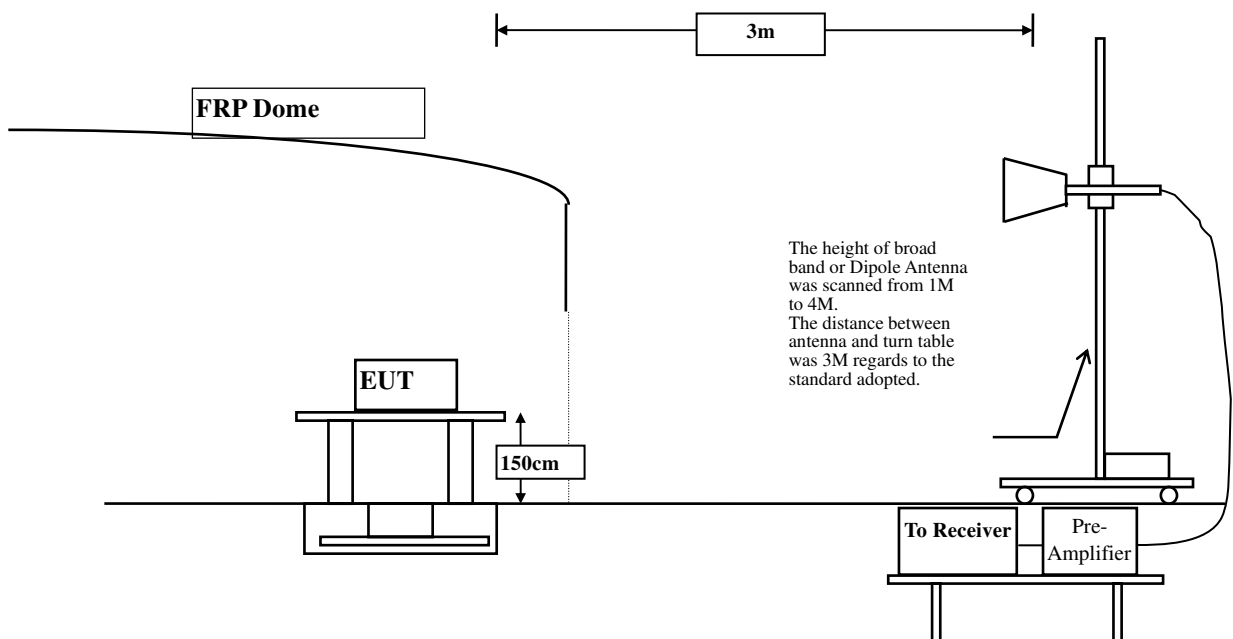 3m
FRP Dome
The height of broad
band or Dipole Antenna
was scanned from 1M
to 4M.
The distance between
antenna and turn table
was 3M regards to the
standard adopted.
EUT
150cm
To Receiver
Pre-
Amplifier